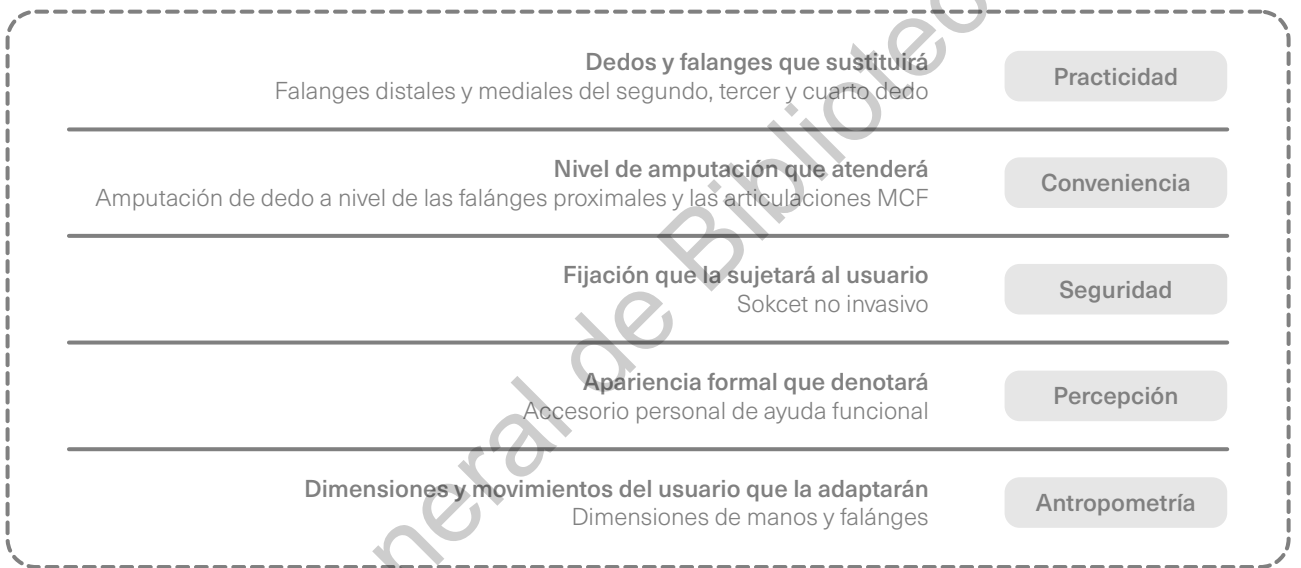 Dedos y falanges que sustituirá
Falanges distales y mediales del segundo, tercer y cuarto dedo
Practicidad
Nivel de amputación que atenderá
Amputación de dedo a nivel de las falánges proximales y las articulaciones MCF
Conveniencia
Fijación que la sujetará al usuario
Sokcet no invasivo
Seguridad
Apariencia formal que denotará
Accesorio personal de ayuda funcional
Percepción
Dimensiones y movimientos del usuario que la adaptarán
Dimensiones de manos y falánges
Antropometría
neral de Bibliotec